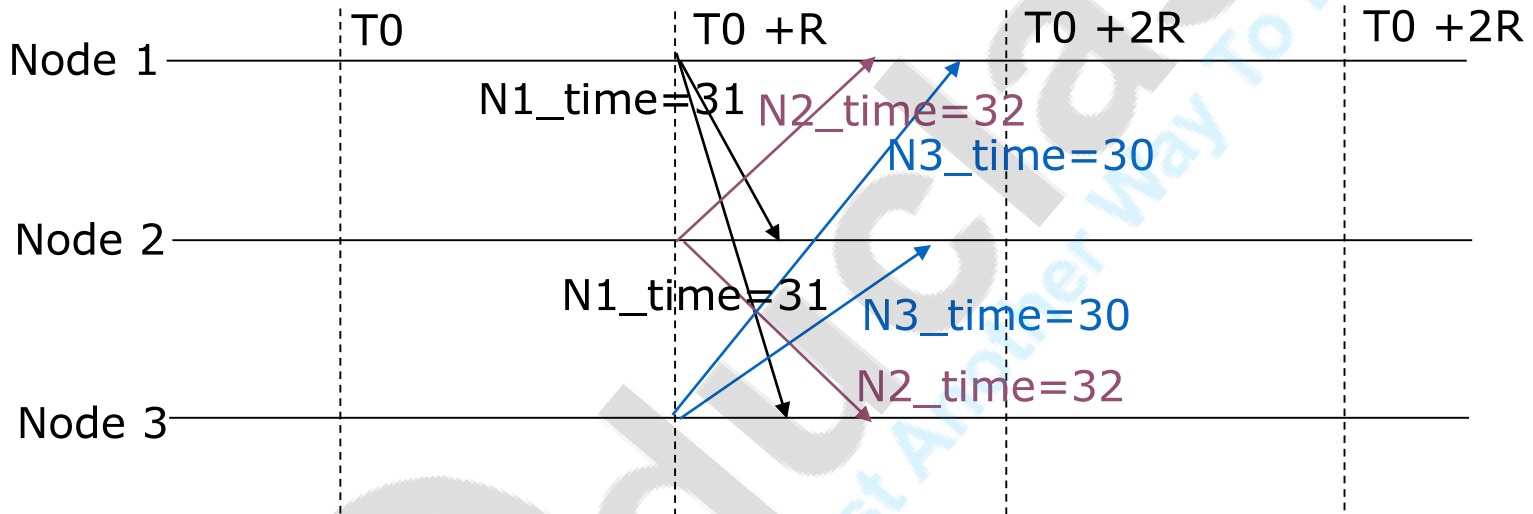 T0
T0 +R
T0 +2R
T0 +2R
Node 1
N1_time=31
N2_time=32
N3_time=30
Node 2
N1_time=31
N3_time=30
N2_time=32
Node 3